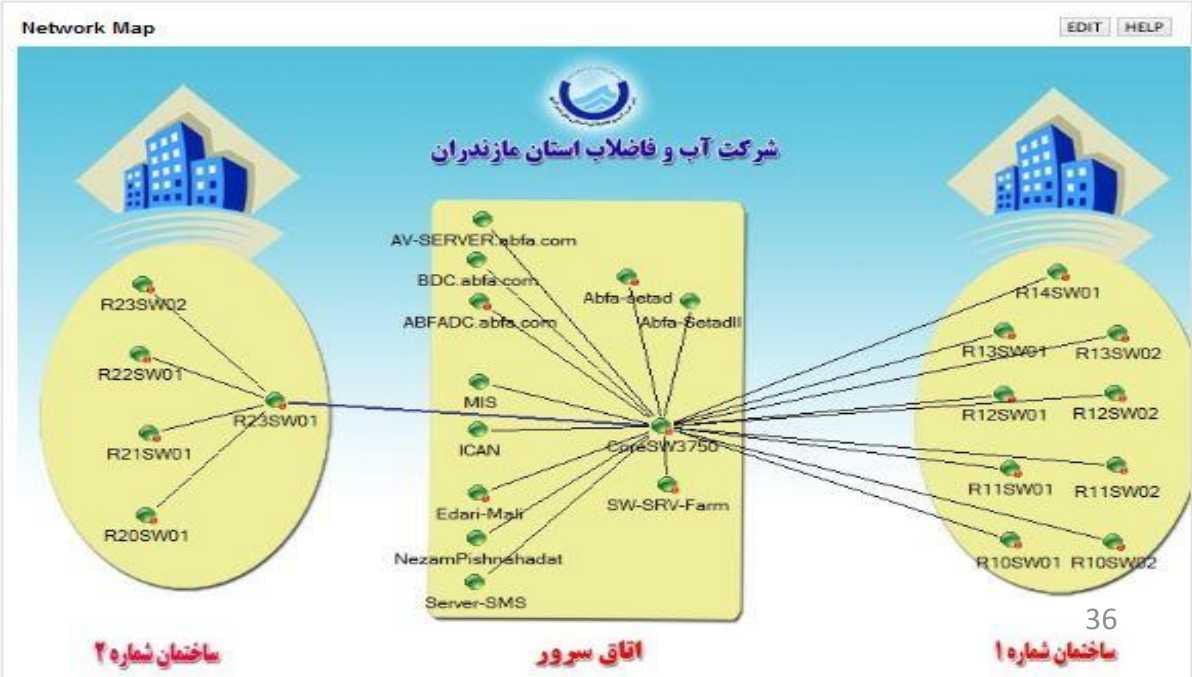 Network Map
EDIT HELP
شرکت آب و فاضلاب استان مازندران
R23SW02
R22SW01
R23SW01
R21SW01
R20SW01
AV-SERVER.abfa.com
BDC.abfa.com
ABFADC.abfa.com
Abfa-setad
Abfa-SetadII
MIS
ICAN
CoreSW3750
Edari-Mali
SW-SRV-Farm
NezamPishnahadat
Server-SMS
R14SW01
R13SW01 R13SW02
R12SW01 R12SW02
R11SW01 R11SW02
R10SW01 R10SW02
36
ساختمان شماره ۲
اتاق سرور
ساختمان شماره ۱